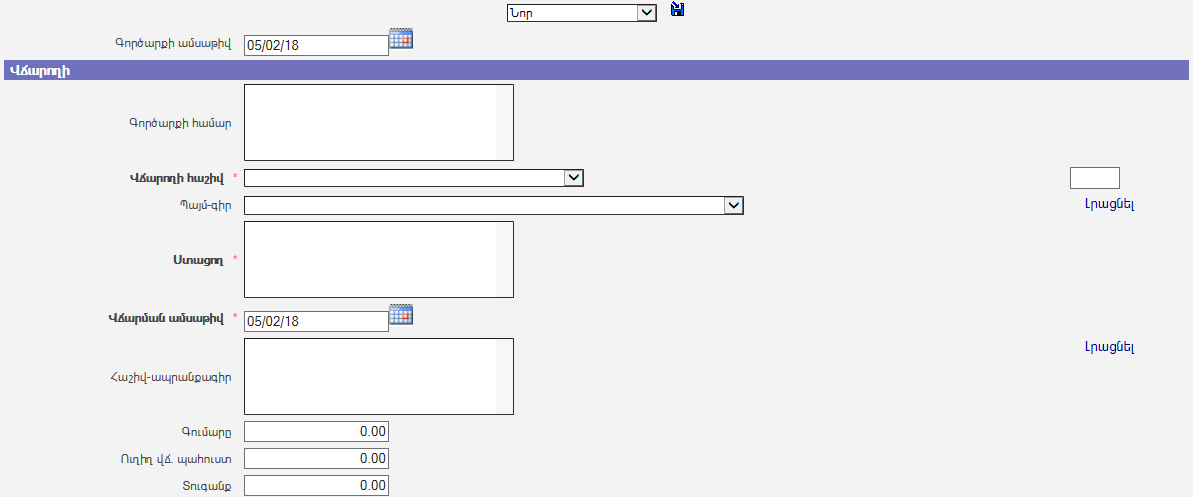 Նոր
Գործարքի ամսաթիվ 05/02/18
Վճարողի
Գործարքի համար
Վճարողի հաշիվ *
Պայմ-գիր Լրացնել
Ստացող *
Վճարման ամսաթիվ * 05/02/18
Լրացնել
Հաշիվ-ապրանքագիր
Գումարը 0.00
Ուղիղ վճ. պահուստ 0.00
Տուգանք 0.00